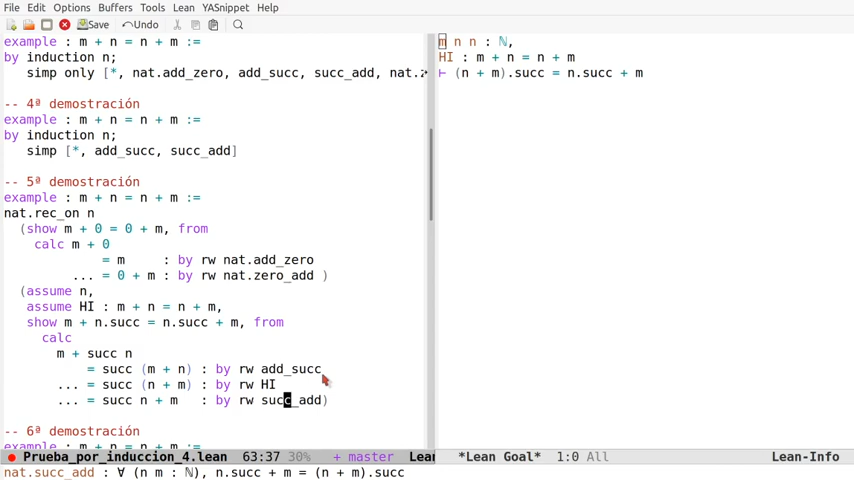 File Edit Options Buffers Tools Lean YASnippet Help
Save Undo
example : m + n = n + m :=
by induction n;
simp only [*, nat.add_zero, add_succ, succ_add, nat.
-- 4ª demostración
example : m + n = n + m :=
by induction n;
simp [*, add_succ, succ_add]
-- 5ª demostración
example : m + n = n + m :=
nat.rec_on n
(show m + 0 = 0 + m, from
calc m + 0
= m : by rw nat.add_zero
... = 0 + m : by rw nat.zero_add )
(assume n,
assume HI : m + n = n + m,
show m + n.succ = n.succ + m, from
calc
m + succ n
= succ (m + n) : by rw add_succ
... = succ (n + m) : by rw HI
... = succ n + m : by rw succ_add)
-- 6ª demostración
example : m + n = n + m :=
Prueba_por_induccion_4.lean 63:37 30% + master Lean
nat.succ_add : ∀ (n m : ℕ), n.succ + m = (n + m).succ
m n n : ℕ,
HI : m + n = n + m
⊢ (n + m).succ = n.succ + m
*Lean Goal* 1:0 All Lean-Info